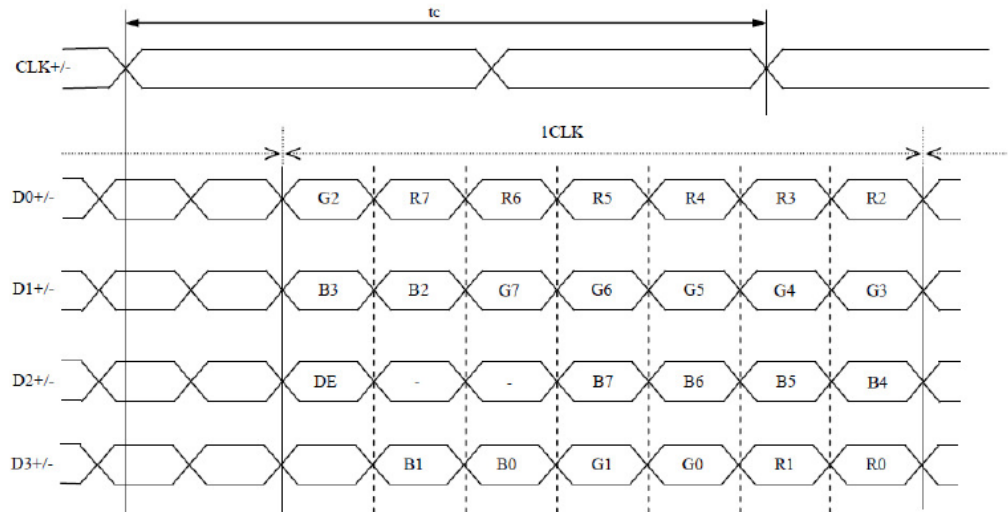 tc
CLK+/-
1CLK
D0+/- G2 R7 R6 R5 R4 R3 R2
D1+/- B3 B2 G7 G6 G5 G4 G3
D2+/- DE - - B7 B6 B5 B4
D3+/- B1 B0 G1 G0 R1 R0